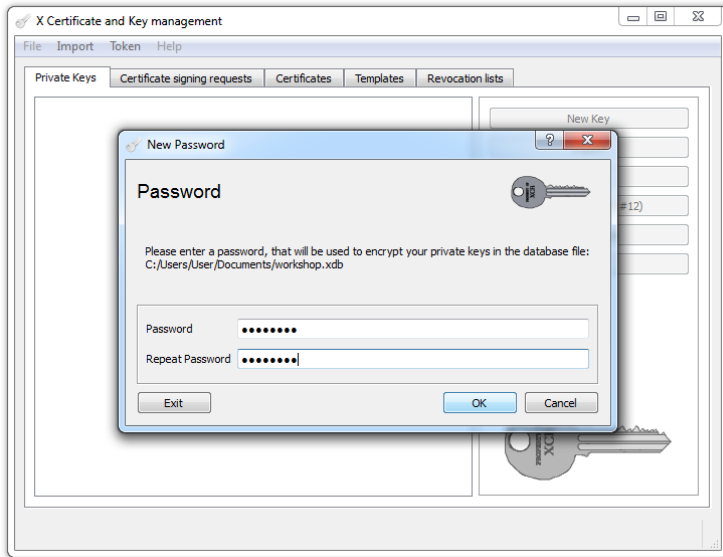 X Certificate and Key management
File Import Token Help
Private Keys Certificate signing requests Certificates Templates Revocation lists
New Key
#12)
New Password
Password
XCA
Please enter a password, that will be used to encrypt your private keys in the database file:
C:/Users/User/Documents/workshop.xdb
Password ●●●●●●●●
Repeat Password ●●●●●●●●
Exit OK Cancel
XCA